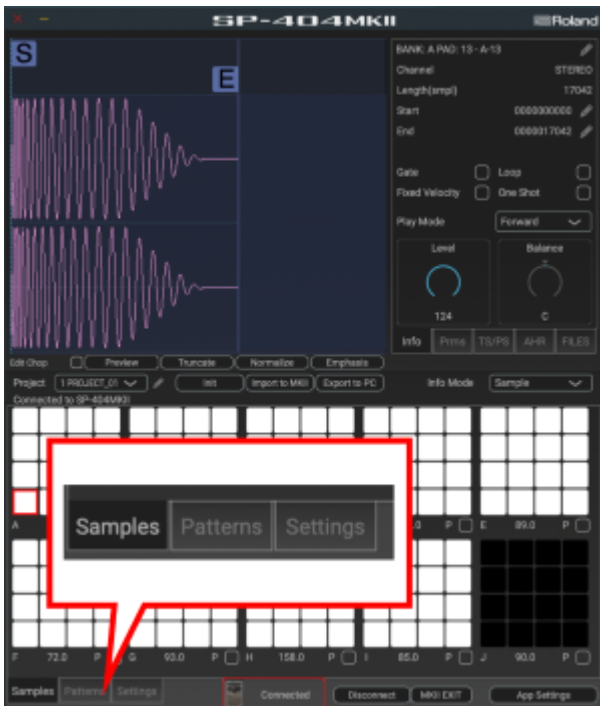 SP-404MKII
Roland
S
E
BANK: A PAD: 13 - A-13
Channel STEREO
Length(smpl) 17042
Start 0000000000
End 0000017042
Gate Loop
Fixed Velocity One Shot
Play Mode Forward
Level Balance
124 C
Info Prms TS/PS AHR FILES
Edit Chop Preview Truncate Normalize Emphasis
Project 1 PROJECT_01 Init Import to MKII Export to PC Info Mode Sample
Connected to SP-404MKII
A P E 89.0 P
Samples Patterns Settings
F 72.0 P G 93.0 P H 158.0 P I 85.0 P J 90.0 P
Samples Patterns Settings Connected Disconnect MKII EXIT App Settings